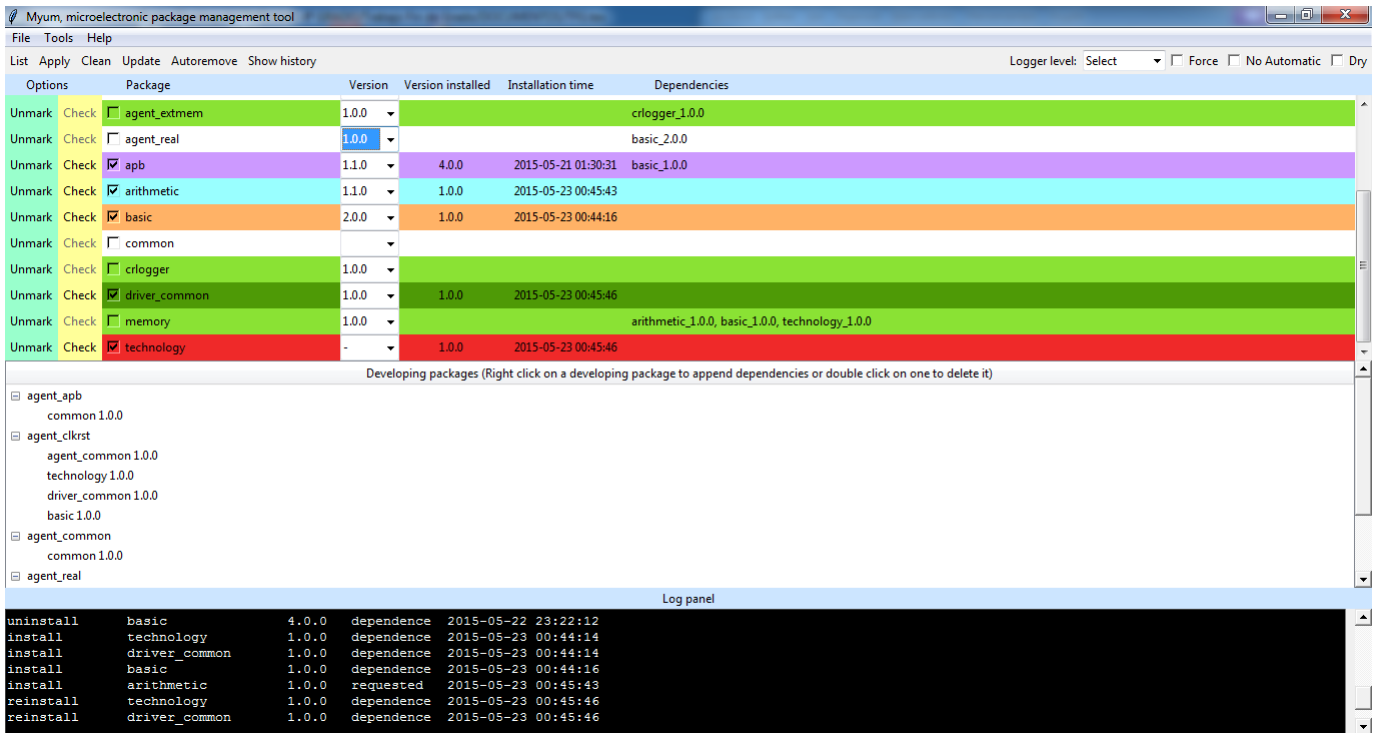 Myum, microelectronic package management tool
File Tools Help
List Apply Clean Update Autoremove Show history Logger level: Select Force No Automatic Dry
Options Package Version Version installed Installation time Dependencies
Unmark Check agent_extmem 1.0.0 crlogger_1.0.0
Unmark Check agent_real 1.0.0 basic_2.0.0
Unmark Check apb 1.1.0 4.0.0 2015-05-21 01:30:31 basic_1.0.0
Unmark Check arithmetic 1.1.0 1.0.0 2015-05-23 00:45:43
Unmark Check basic 2.0.0 1.0.0 2015-05-23 00:44:16
Unmark Check common
Unmark Check crlogger 1.0.0
Unmark Check driver_common 1.0.0 1.0.0 2015-05-23 00:45:46
Unmark Check memory 1.0.0 arithmetic_1.0.0, basic_1.0.0, technology_1.0.0
Unmark Check technology - 1.0.0 2015-05-23 00:45:46
Developing packages (Right click on a developing package to append dependencies or double click on one to delete it)
agent_apb
common 1.0.0
agent_clkrst
agent_common 1.0.0
technology 1.0.0
driver_common 1.0.0
basic 1.0.0
agent_common
common 1.0.0
agent_real
Log panel
uninstall basic 4.0.0 dependence 2015-05-22 23:22:12
install technology 1.0.0 dependence 2015-05-23 00:44:14
install driver_common 1.0.0 dependence 2015-05-23 00:44:14
install basic 1.0.0 dependence 2015-05-23 00:44:16
install arithmetic 1.0.0 requested 2015-05-23 00:45:43
reinstall technology 1.0.0 dependence 2015-05-23 00:45:46
reinstall driver_common 1.0.0 dependence 2015-05-23 00:45:46